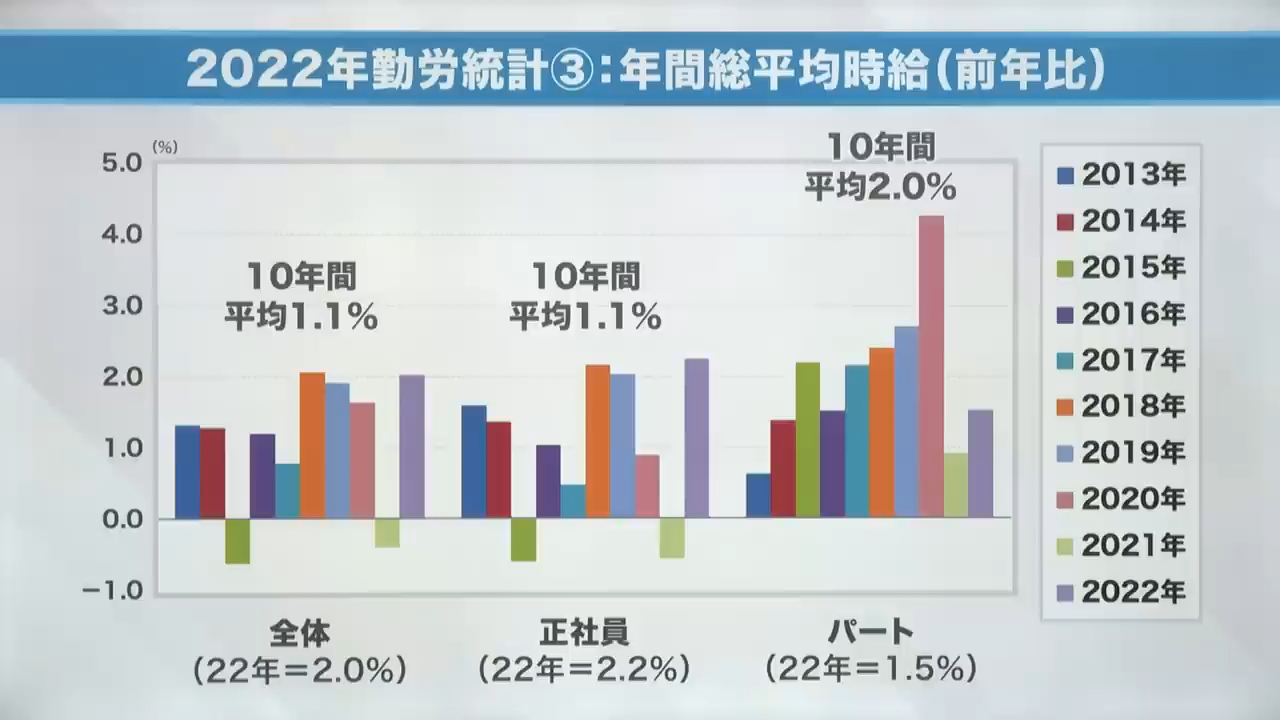 2022年勤労統計③:年間総平均時給(前年比)
(%)
5.0
4.0
3.0
2.0
1.0
0.0
−1.0
10年間
平均1.1%
10年間
平均1.1%
10年間
平均2.0%
全体
(22年=2.0%)
正社員
(22年=2.2%)
パート
(22年=1.5%)
2013年
2014年
2015年
2016年
2017年
2018年
2019年
2020年
2021年
2022年